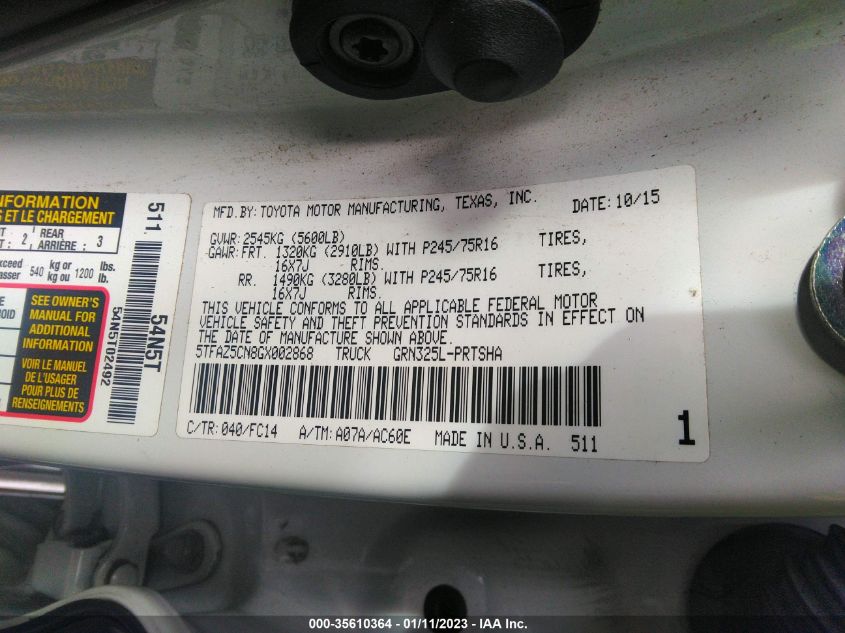 MFD.BY:TOYOTA MOTOR MANUFACTURING, TEXAS, INC. DATE:10/15
GVWR:2545KG (5600LB)
GAWR:FRT. 1320KG (2910LB) WITH P245/75R16 TIRES,
16X7J RIMS.
RR. 1490KG (3280LB) WITH P245/75R16 TIRES,
16X7J RIMS.
THIS VEHICLE CONFORMS TO ALL APPLICABLE FEDERAL MOTOR
VEHICLE SAFETY AND THEFT PREVENTION STANDARDS IN EFFECT ON
THE DATE OF MANUFACTURE SHOWN ABOVE.
5TFAZ5CN8GX002868 TRUCK GRN325L-PRTSHA
C/TR:040/FC14 A/TM:A07A/AC60E MADE IN U.S.A. 511
1
NFORMATION
ET LE CHARGEMENT
2 REAR ARRIÈRE : 3
540 kg or kg ou 1200 lbs. lb.
SEE OWNER'S
MANUAL FOR
ADDITIONAL
INFORMATION
VOIR LE MANUEL
DE L'USAGER
POUR PLUS DE
RENSEIGNEMENTS
511
54N5T
54N5T02492
000-35610364 - 01/11/2023 - IAA Inc.